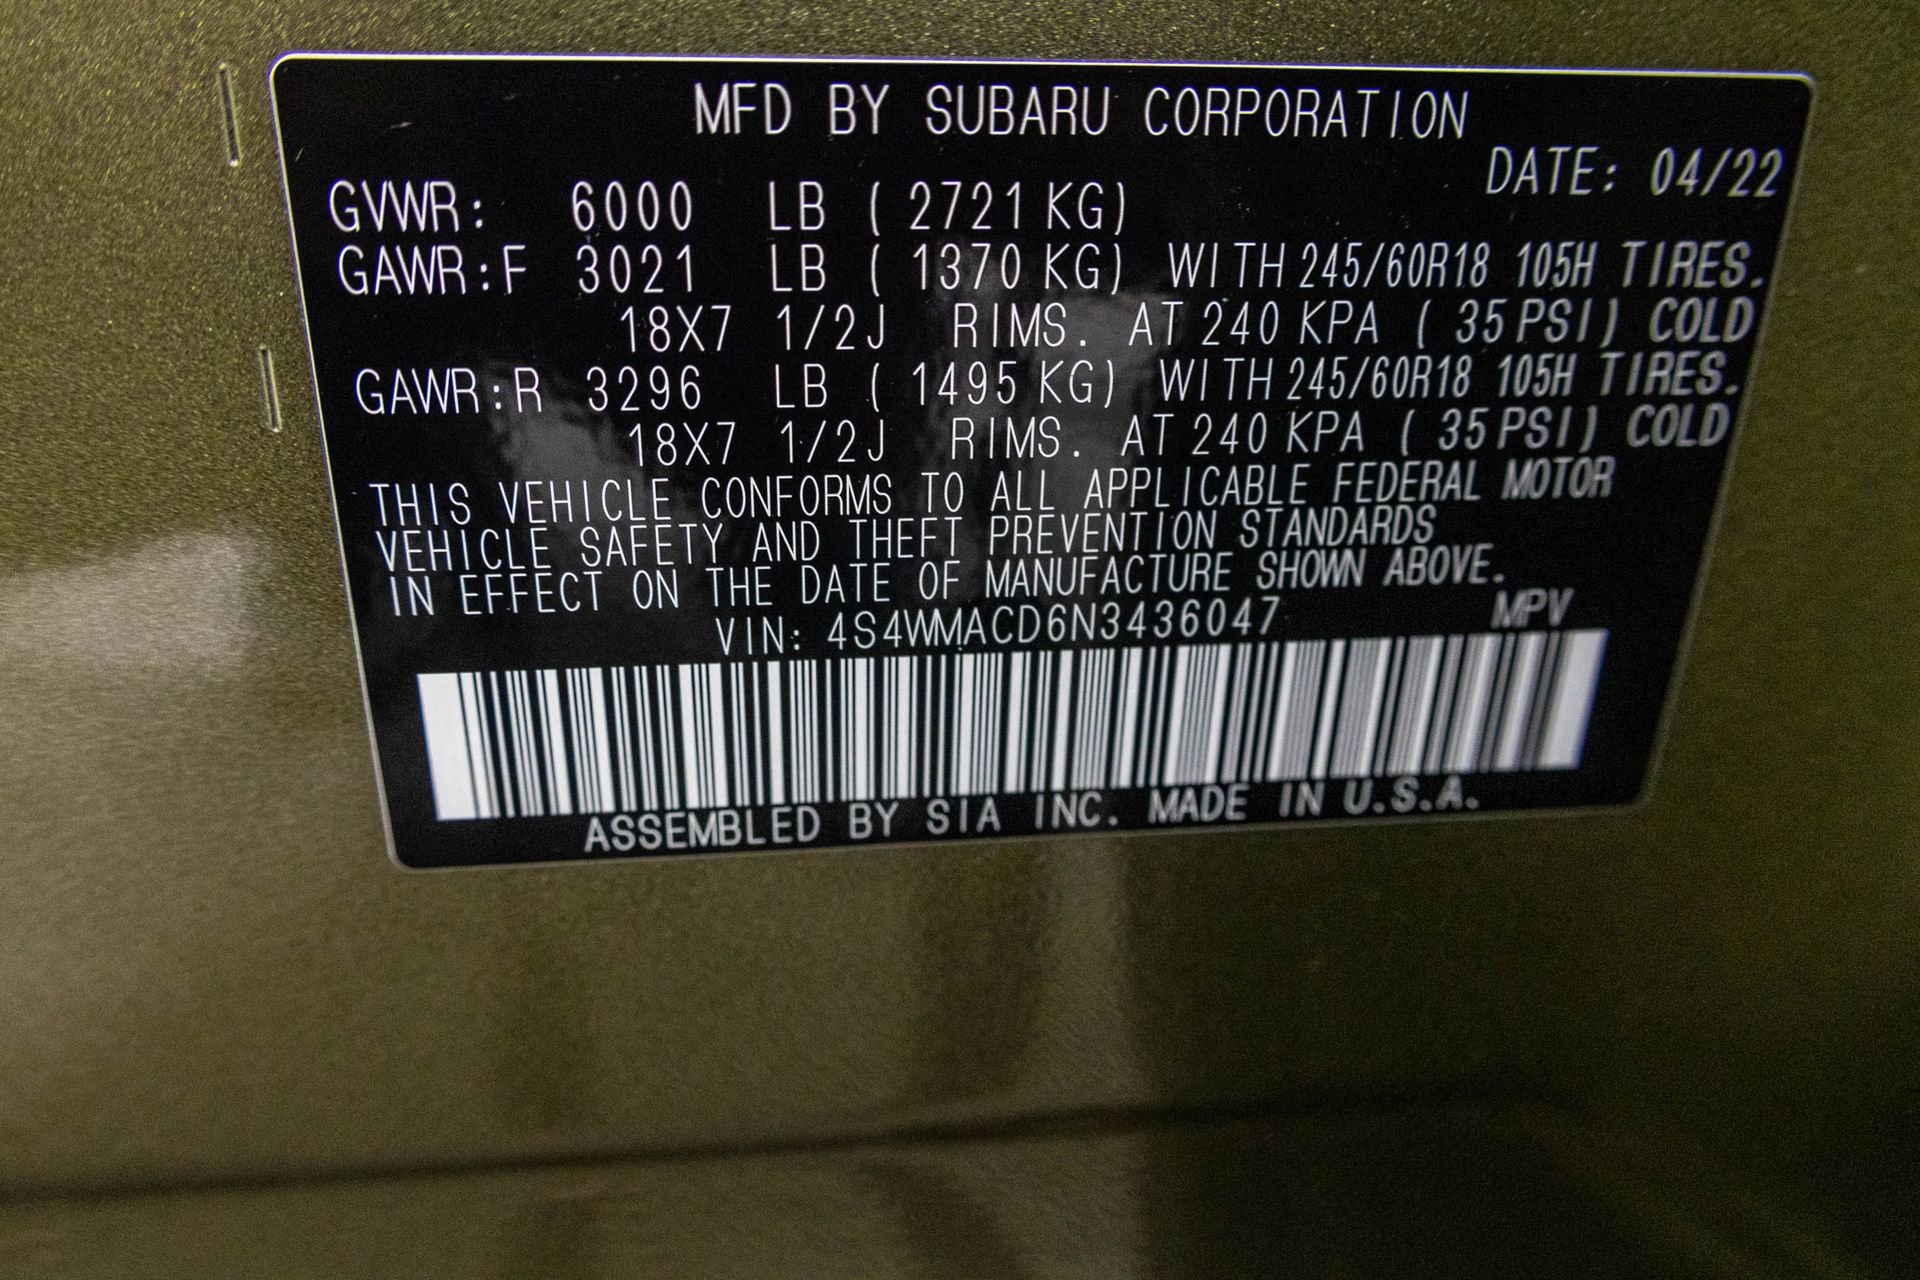 MFD BY SUBARU CORPORATION
DATE: 04/22
GVWR: 6000 LB ( 2721 KG)
GAWR:F 3021 LB ( 1370 KG) WITH 245/60R18 105H TIRES.
18X7 1/2J RIMS. AT 240 KPA ( 35 PSI) COLD
GAWR:R 3296 LB ( 1495 KG) WITH 245/60R18 105H TIRES.
18X7 1/2J RIMS. AT 240 KPA ( 35 PSI) COLD
THIS VEHICLE CONFORMS TO ALL APPLICABLE FEDERAL MOTOR
VEHICLE SAFETY AND THEFT PREVENTION STANDARDS
IN EFFECT ON THE DATE OF MANUFACTURE SHOWN ABOVE.
VIN: 4S4WMACD6N3436047 MPV
ASSEMBLED BY SIA INC. MADE IN U.S.A.